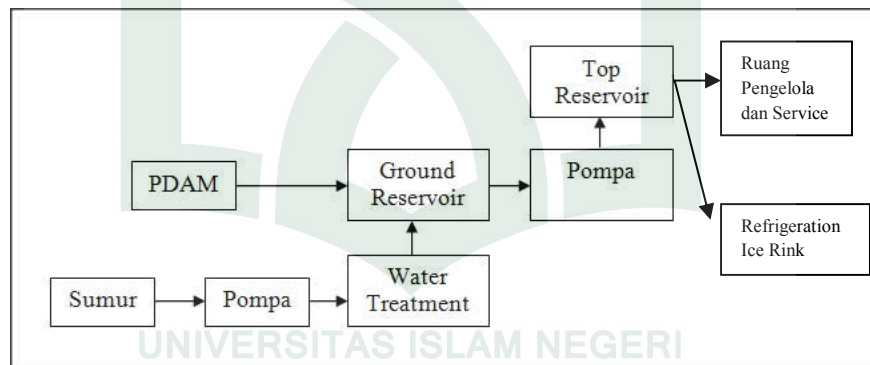 Top
Reservoir
Ruang
Pengelola
dan Service
PDAM
Ground
Reservoir
Pompa
Refrigeration
Ice Rink
Sumur
Pompa
Water
Treatment
UNIVERSITAS ISLAM NEGERI